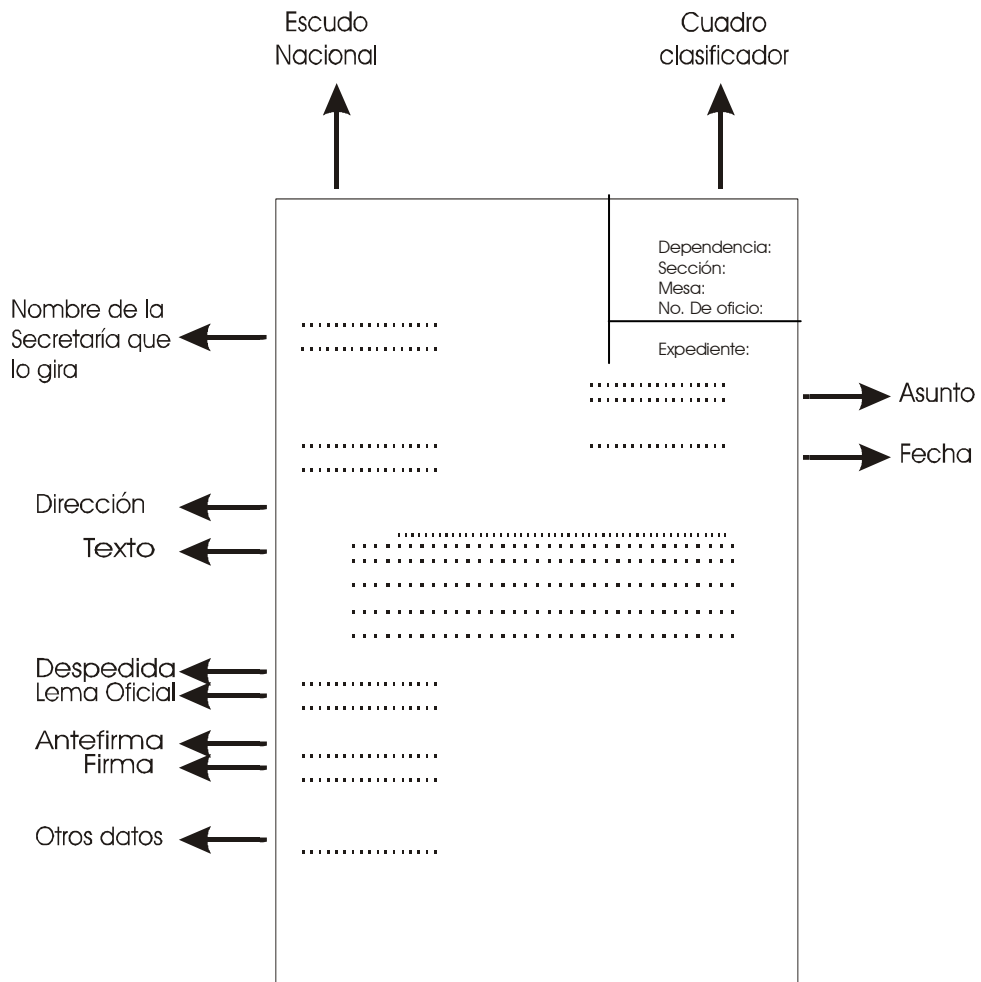 Escudo
Nacional
Cuadro
clasificador
Dependencia:
Sección:
Mesa:
No. De oficio:
Expediente:
Nombre de la
Secretaría que
lo gira
Asunto
Fecha
Dirección
Texto
Despedida
Lema Oficial
Antefirma
Firma
Otros datos